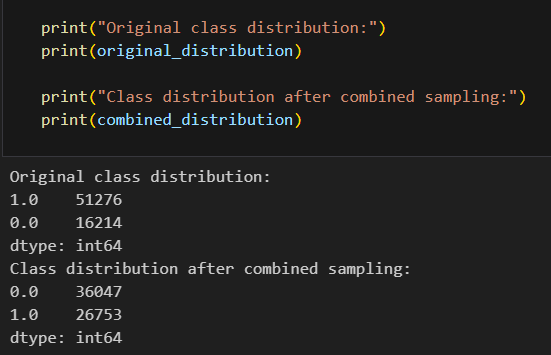 print("Original class distribution:")
print(original_distribution)
print("Class distribution after combined sampling:")
print(combined_distribution)
Original class distribution:
1.0    51276
0.0    16214
dtype: int64
Class distribution after combined sampling:
0.0    36047
1.0    26753
dtype: int64